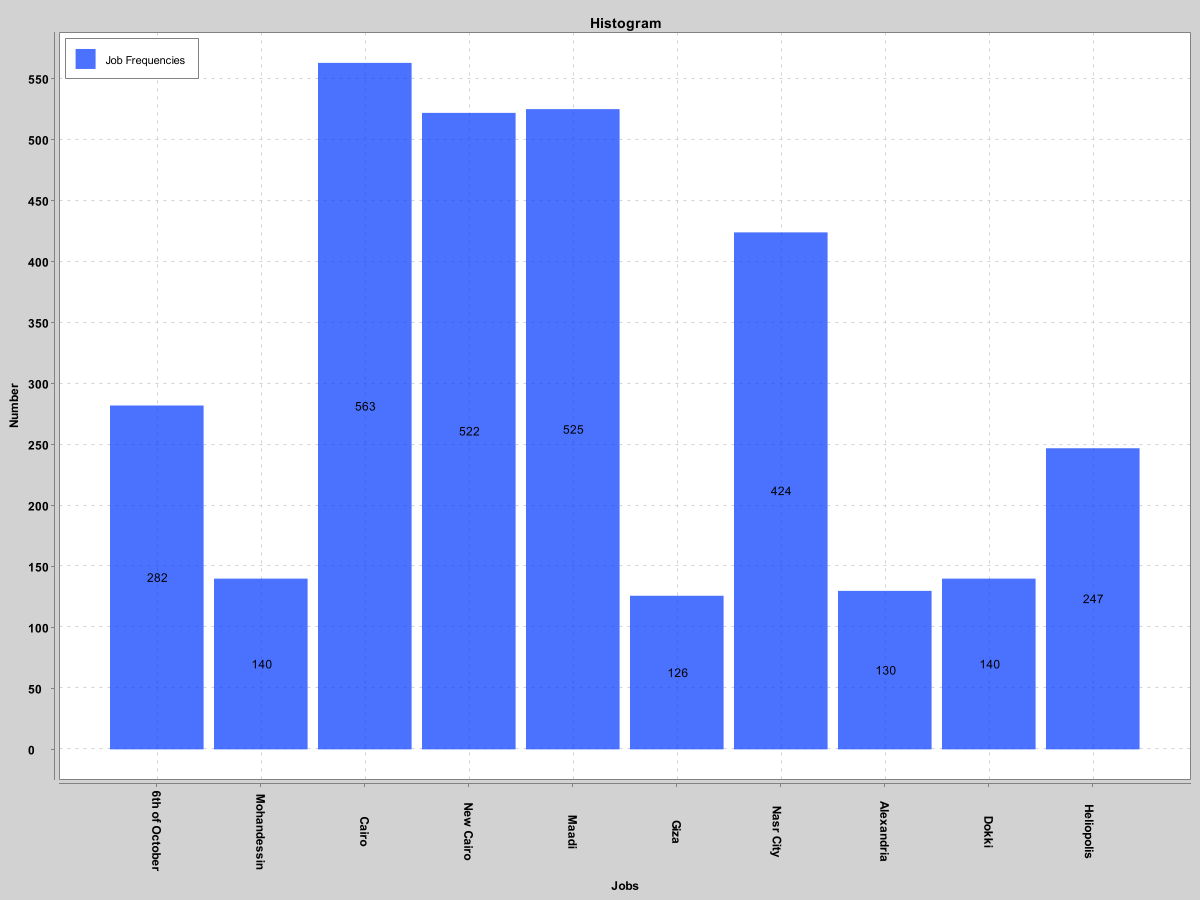 Histogram
Job Frequencies
550
500
450
400
350
300
250
200
150
100
50
0
Number
282
140
563
522
525
126
424
130
140
247
6th of October
Mohandessin
Cairo
New Cairo
Maadi
Giza
Nasr City
Alexandria
Dokki
Heliopolis
Jobs